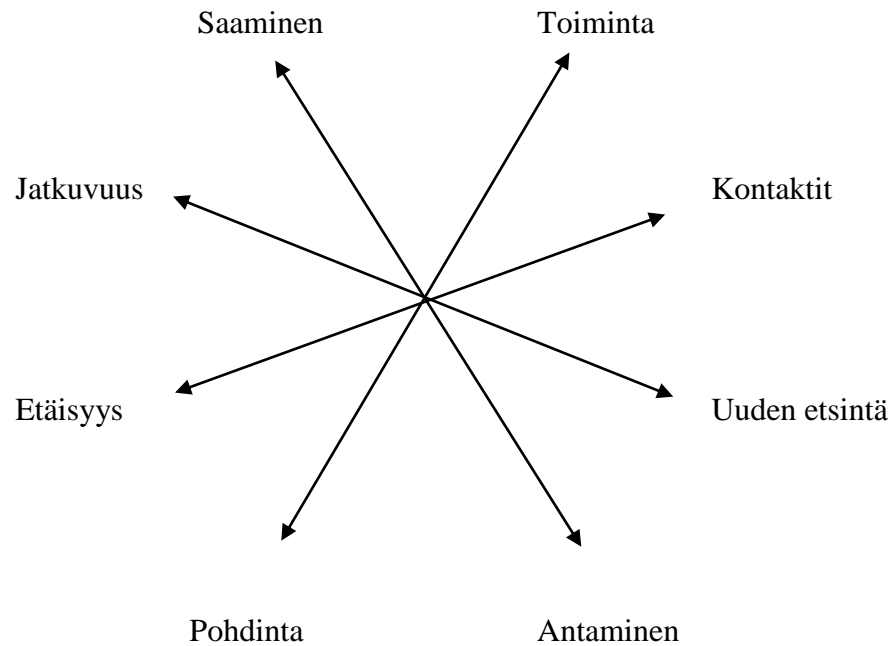 Saaminen
Toiminta
Jatkuvuus
Kontaktit
Etäisyys
Uuden etsintä
Pohdinta
Antaminen